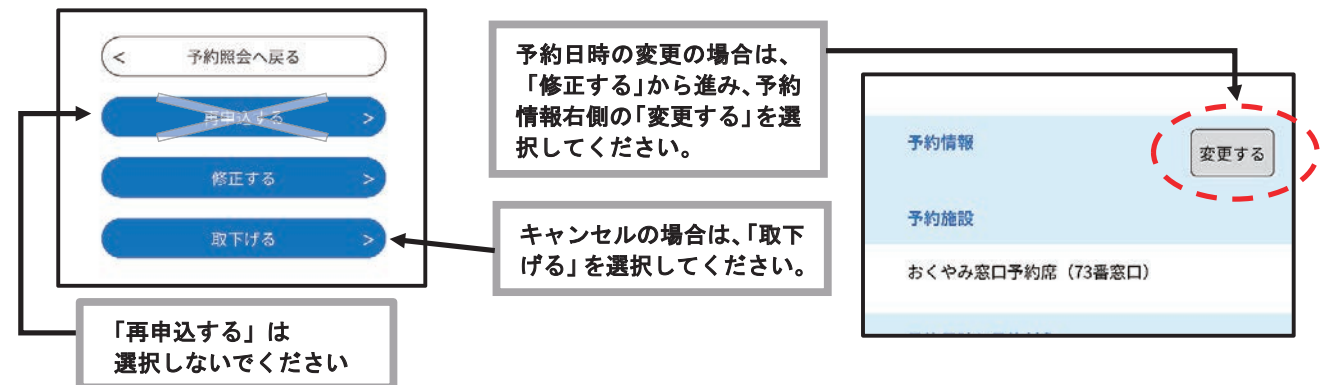 < 予約照会へ戻る
再申込する >
修正する >
取下げる >
「再申込する」は
選択しないでください
予約日時の変更の場合は、
「修正する」から進み、予約
情報右側の「変更する」を選
択してください。
キャンセルの場合は、「取下
げる」を選択してください。
予約情報
変更する
予約施設
おくやみ窓口予約席（73番窓口）